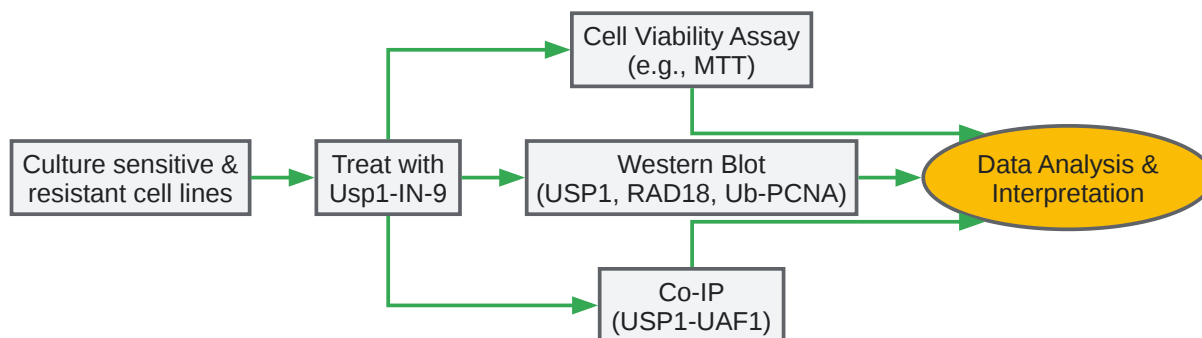 Culture sensitive &
resistant cell lines
Treat with
Usp1-IN-9
Cell Viability Assay
(e.g., MTT)
Western Blot
(USP1, RAD18, Ub-PCNA)
Co-IP
(USP1-UAF1)
Data Analysis &
Interpretation